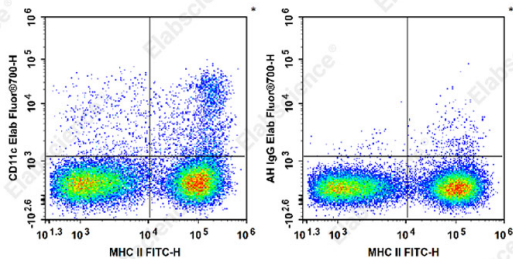 *
*
10^6
10^5
10^4
10^3
-10^2.6
CD11c Elab Fluor®700-H
10^1.3 10^3 10^4 10^5 10^6
MHC II FITC-H
10^6
10^5
10^4
10^3
-10^2.6
AH IgG Elab Fluor®700-H
10^1.3 10^3 10^4 10^5 10^6
MHC II FITC-H
Elabscience®